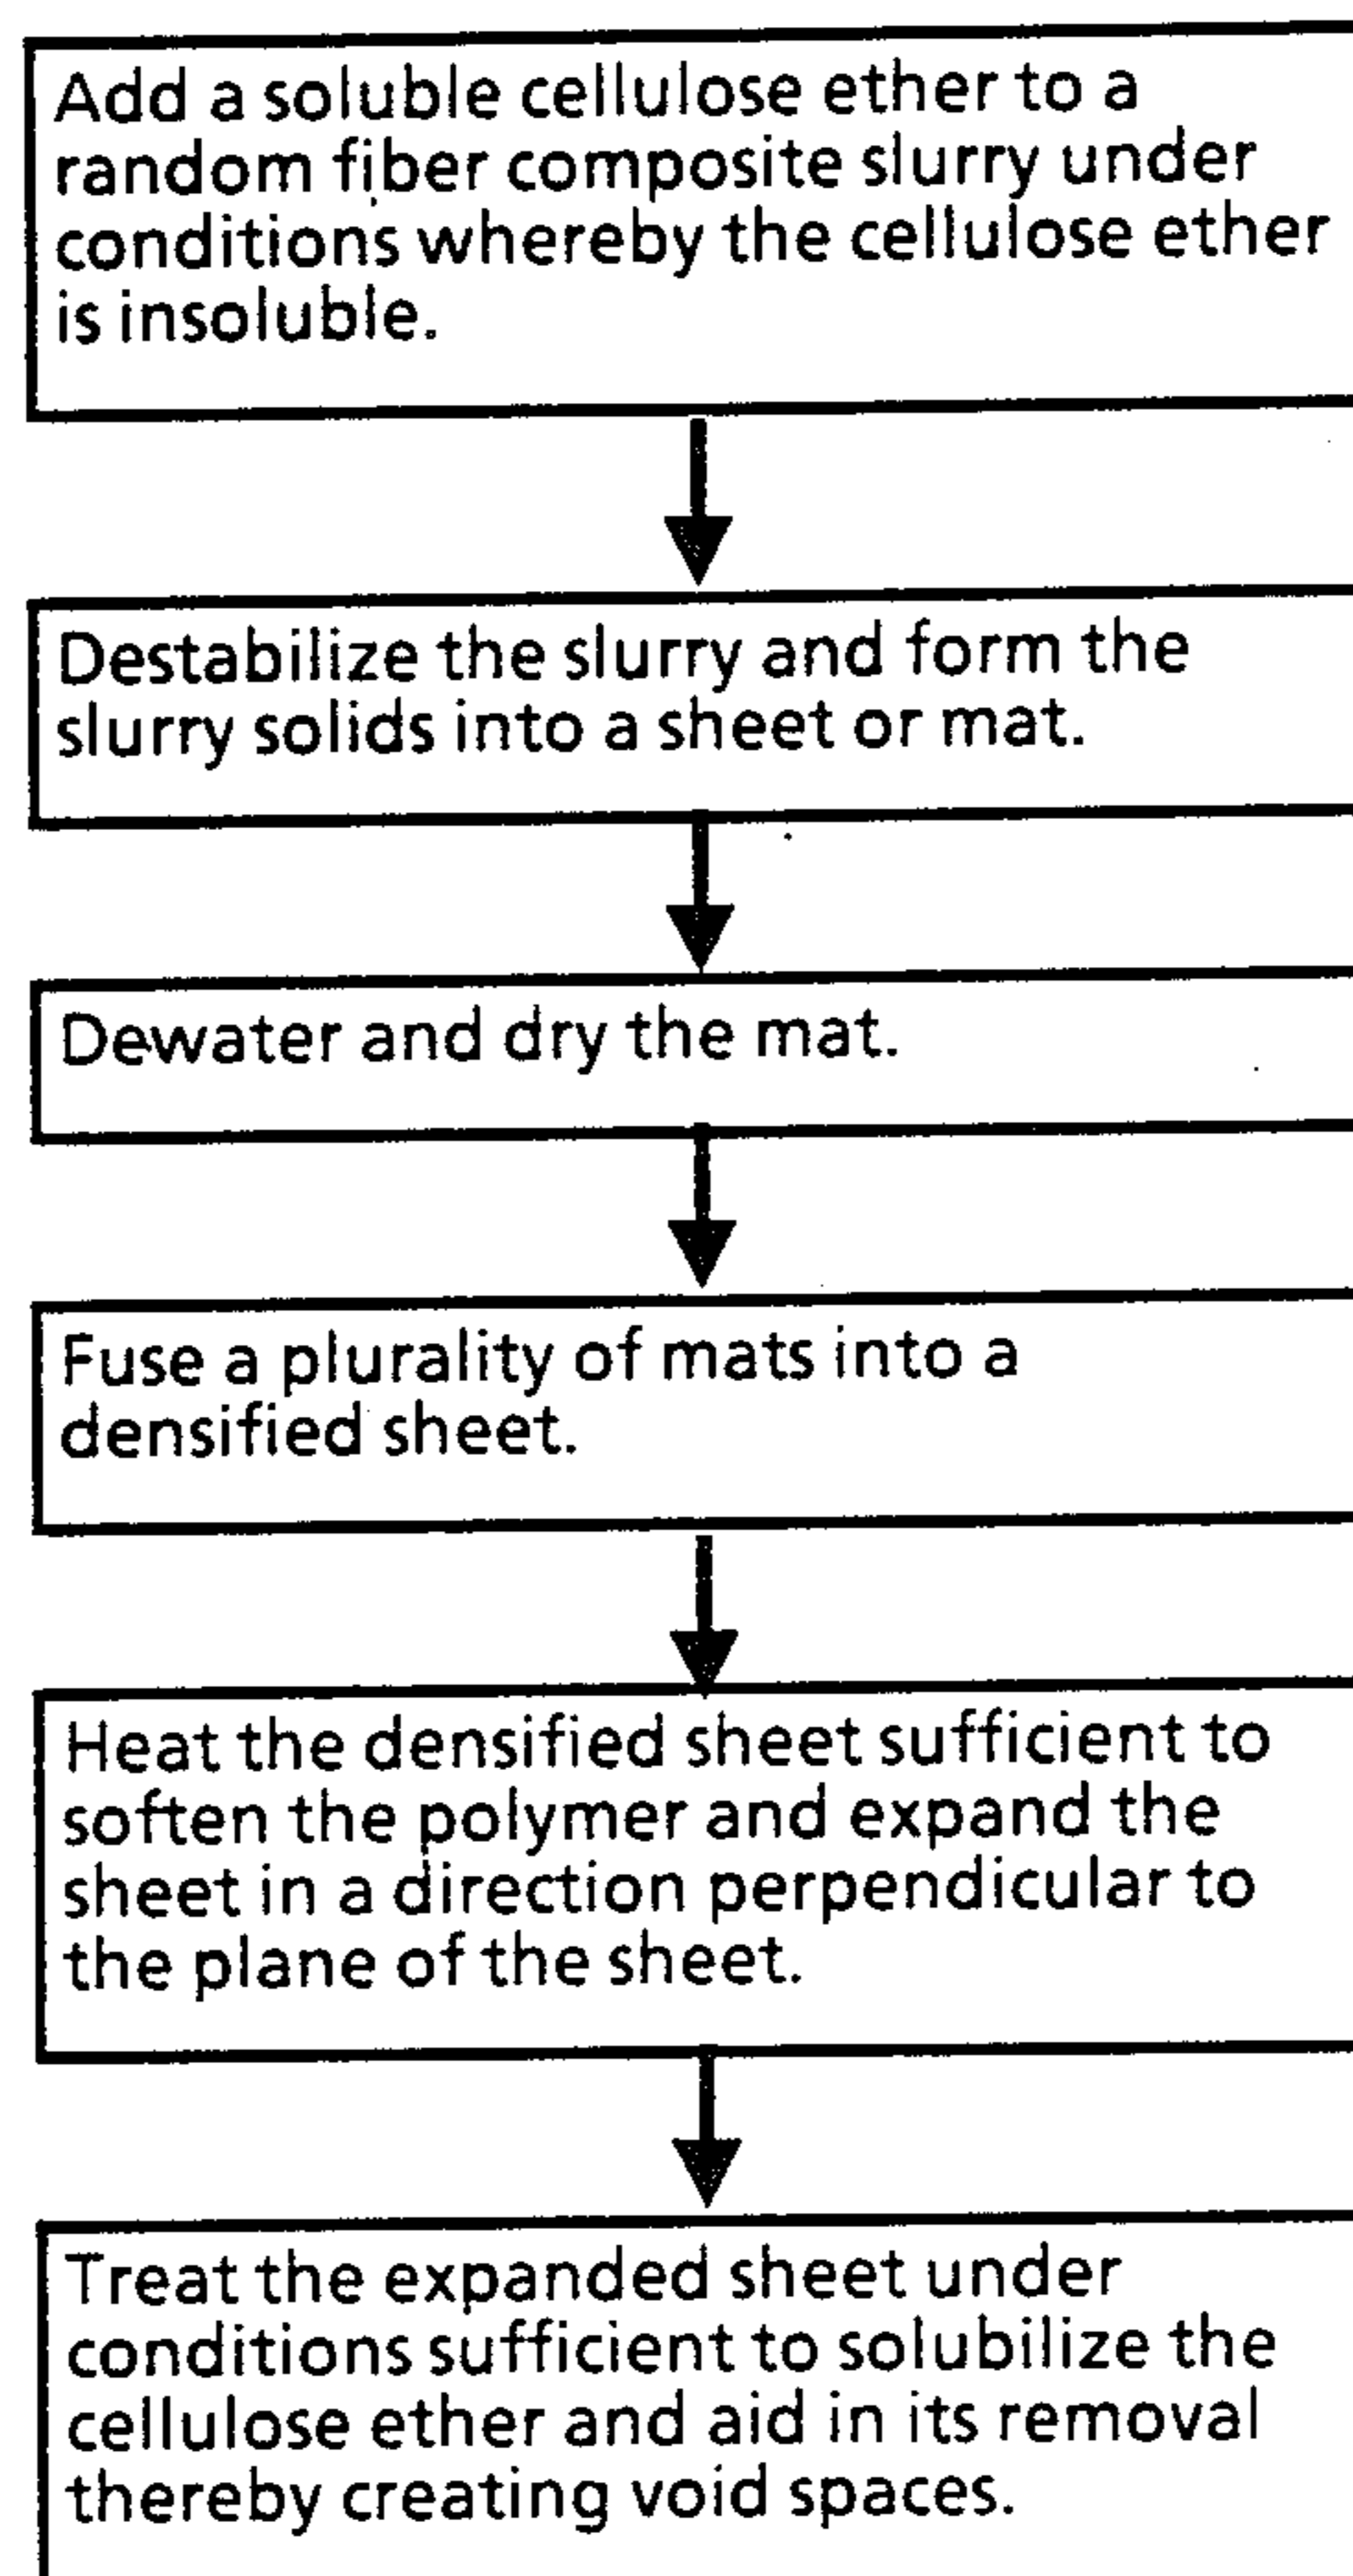 Add a soluble cellulose ether to a
random fiber composite slurry under
conditions whereby the cellulose ether
is insoluble.
Destabilize the slurry and form the
slurry solids into a sheet or mat.
Dewater and dry the mat.
Fuse a plurality of mats into a
densified sheet.
Heat the densified sheet sufficient to
soften the polymer and expand the
sheet in a direction perpendicular to
the plane of the sheet.
Treat the expanded sheet under
conditions sufficient to solubilize the
cellulose ether and aid in its removal
thereby creating void spaces.